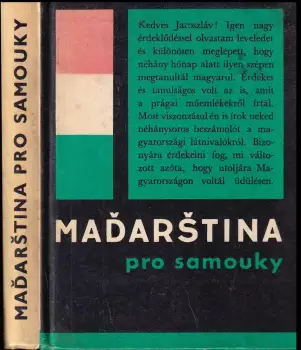 MAĎARŠTINA PRO SAMOUKY
Kedves Jaroszláv! Igen nagy
érdeklődéssel olvastam leveledet
és különösen meglepett, hogy
néhány hónap alatt ilyen szépen
megtanultál magyarul. Érdekes
és tanulságos volt az is, amit
a prágai műemlékekről írtál.
Most viszonzásul én is írok neked
néhánysoros beszámolót a ma-
gyarországi látnivalókról. Bizo-
nyára érdekelni fog, mi válto-
zott azóta, hogy utoljára Ma-
gyarországon voltál üdülésen.
MAĎARŠTINA
pro samouky